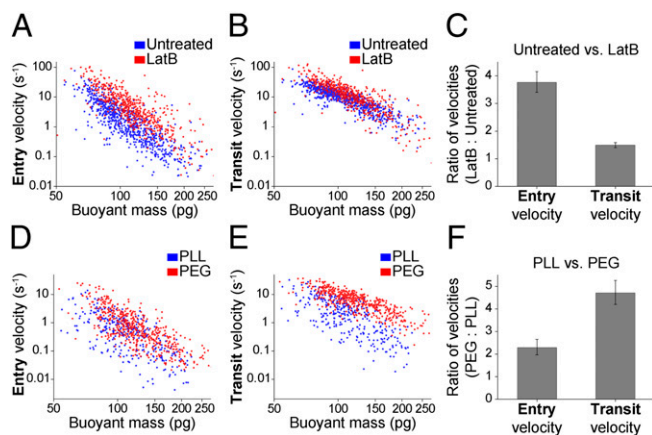 A
Untreated
LatB
Entry velocity (s⁻¹)
100
10
1
0.1
0.01
50 100 150 200 250
Buoyant mass (pg)
B
Untreated
LatB
Transit velocity (s⁻¹)
100
10
1
0.1
0.01
50 100 150 200 250
Buoyant mass (pg)
C
Untreated vs. LatB
Ratio of velocities
(LatB : Untreated)
4
3
2
1
0
Entry Transit
velocity velocity
D
PLL
PEG
Entry velocity (s⁻¹)
10
1
0.1
0.01
50 100 150 200 250
Buoyant mass (pg)
E
PLL
PEG
Transit velocity (s⁻¹)
10
1
0.1
0.01
50 100 150 200 250
Buoyant mass (pg)
F
PLL vs. PEG
Ratio of velocities
(PEG : PLL)
5
4
3
2
1
0
Entry Transit
velocity velocity